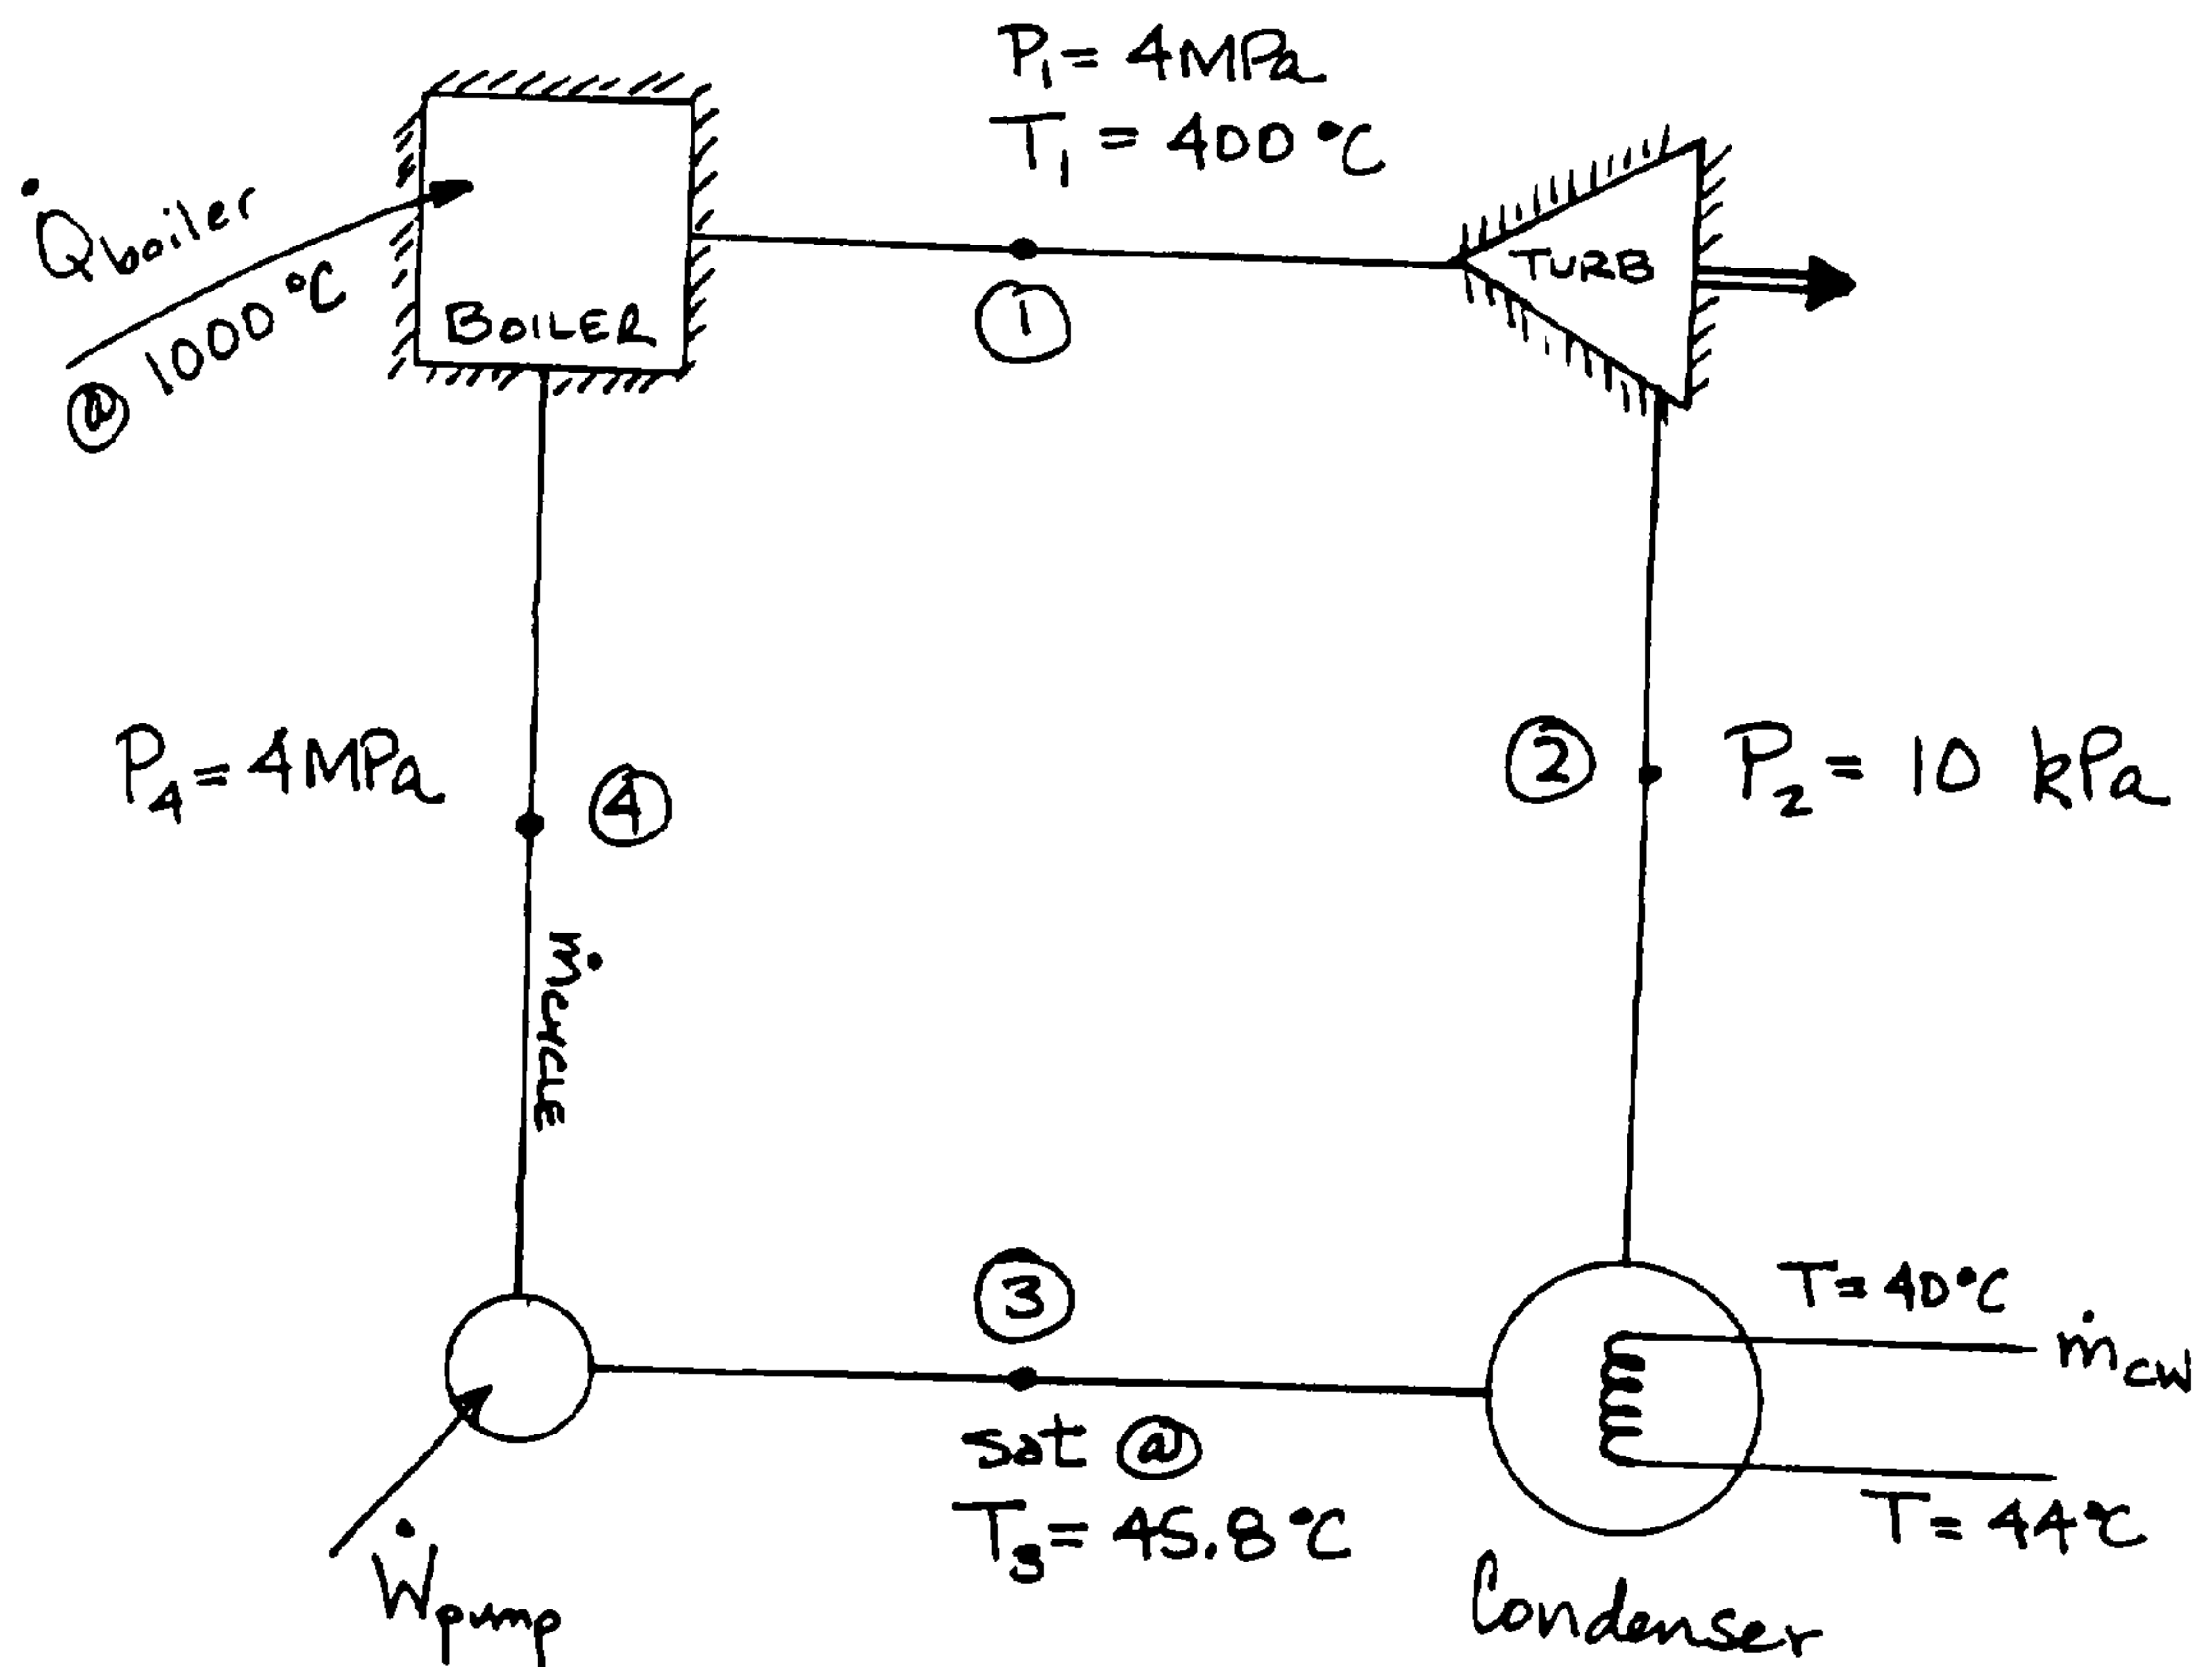 P₁ = 4MPa
T₁ = 400 °C
Q̇boiler
@ 1000 °C
BOILER
①
TURB
P₄ = 4MPa
④
②
P₂ = 10 kPa
ṁcycle
③
sat @
T₃ = 45.8 °C
T = 40 °C
ṁcw
T = 44 °C
Condenser
Ẇpump